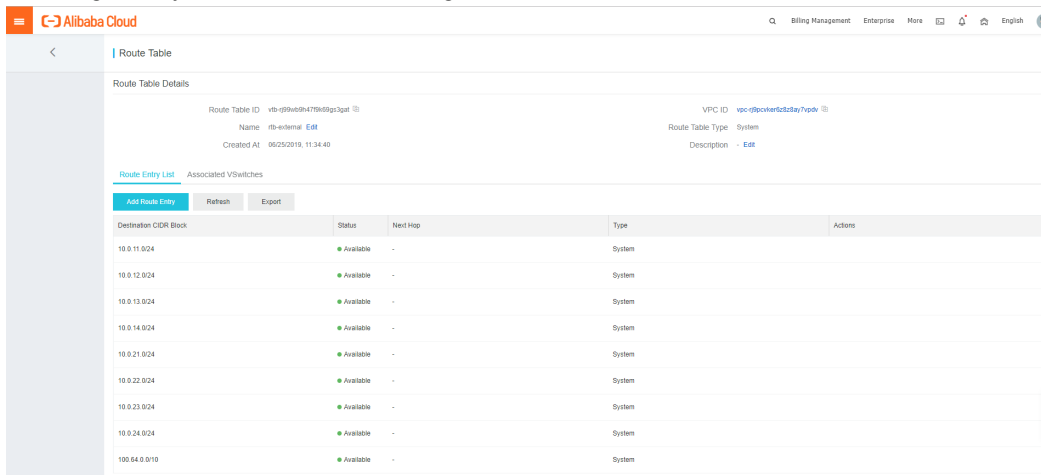 Alibaba Cloud
Billing Management Enterprise More English
Route Table
Route Table Details
Route Table ID vtb-rj99wb9h47f9k69gs3gat VPC ID vpc-rj9pcvker6z8z8ay7vpdv
Name rtb-external Edit Route Table Type System
Created At 06/25/2019, 11:34:40 Description - Edit
Route Entry List Associated VSwitches
Add Route Entry Refresh Export
Destination CIDR Block Status Next Hop Type Actions
10.0.11.0/24 Available - System
10.0.12.0/24 Available - System
10.0.13.0/24 Available - System
10.0.14.0/24 Available - System
10.0.21.0/24 Available - System
10.0.22.0/24 Available - System
10.0.23.0/24 Available - System
10.0.24.0/24 Available - System
100.64.0.0/10 Available - System